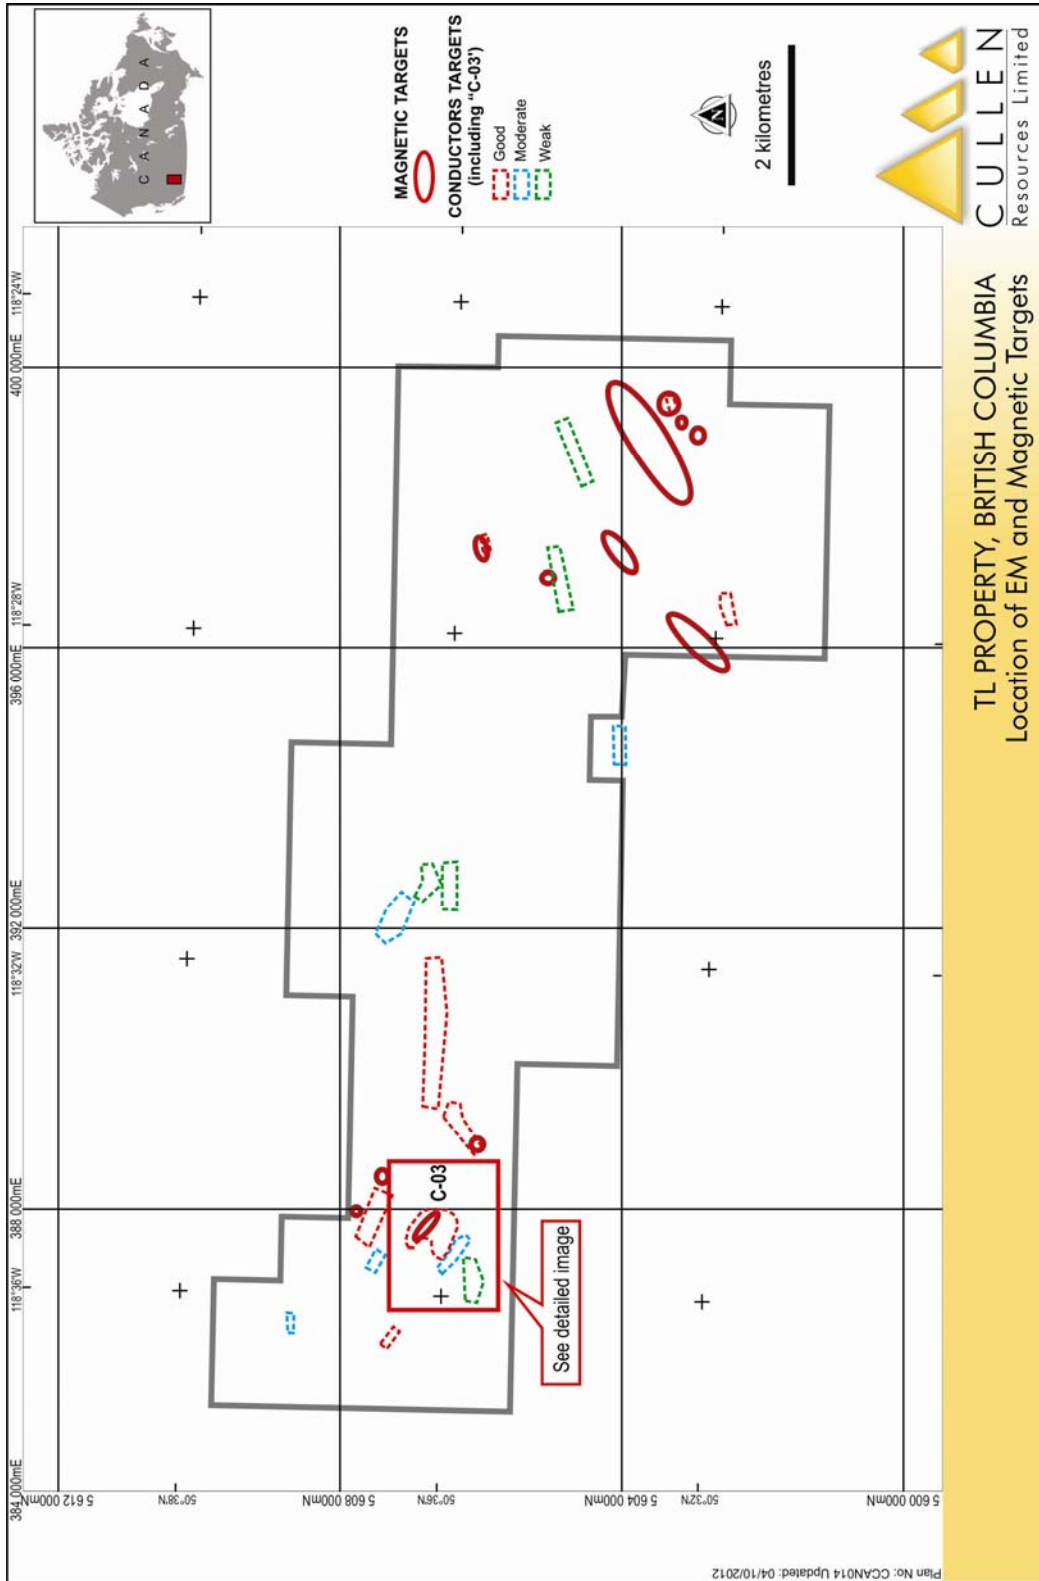 384 000mE
388 000mE
392 000mE
396 000mE
400 000mE
118°36'W
118°32'W
118°28'W
118°24'W
5 612 000mN
50°38'N
5 608 000mN
50°36'N
5 604 000mN
50°32'N
5 600 000mN
C-03
See detailed image
CANADA
MAGNETIC TARGETS
CONDUCTORS TARGETS
(including "C-03')
Good
Moderate
Weak
N
2 kilometres
CULLEN
Resources Limited
TL PROPERTY, BRITISH COLUMBIA
Location of EM and Magnetic Targets
Plan No: CCAN014 Updated: 04/10/2012